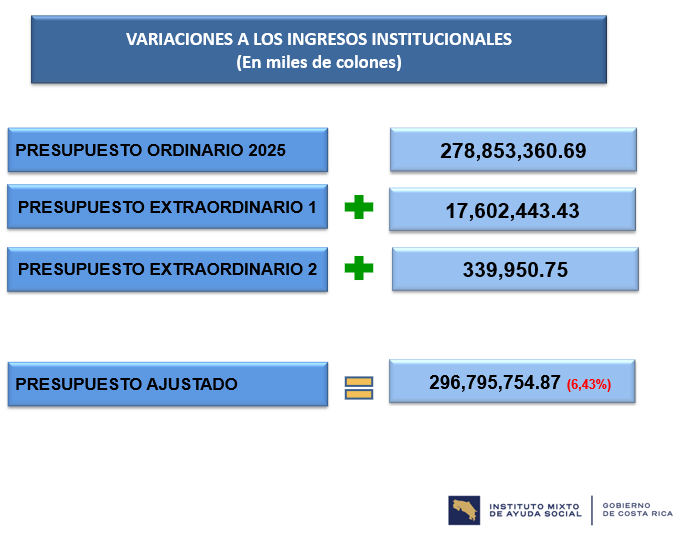 VARIACIONES A LOS INGRESOS INSTITUCIONALES
(En miles de colones)
PRESUPUESTO ORDINARIO 2025
278,853,360.69
PRESUPUESTO EXTRAORDINARIO 1
17,602,443.43
PRESUPUESTO EXTRAORDINARIO 2
339,950.75
PRESUPUESTO AJUSTADO
296,795,754.87 (6,43%)
INSTITUTO MIXTO
DE AYUDA SOCIAL
GOBIERNO
DE COSTA RICA